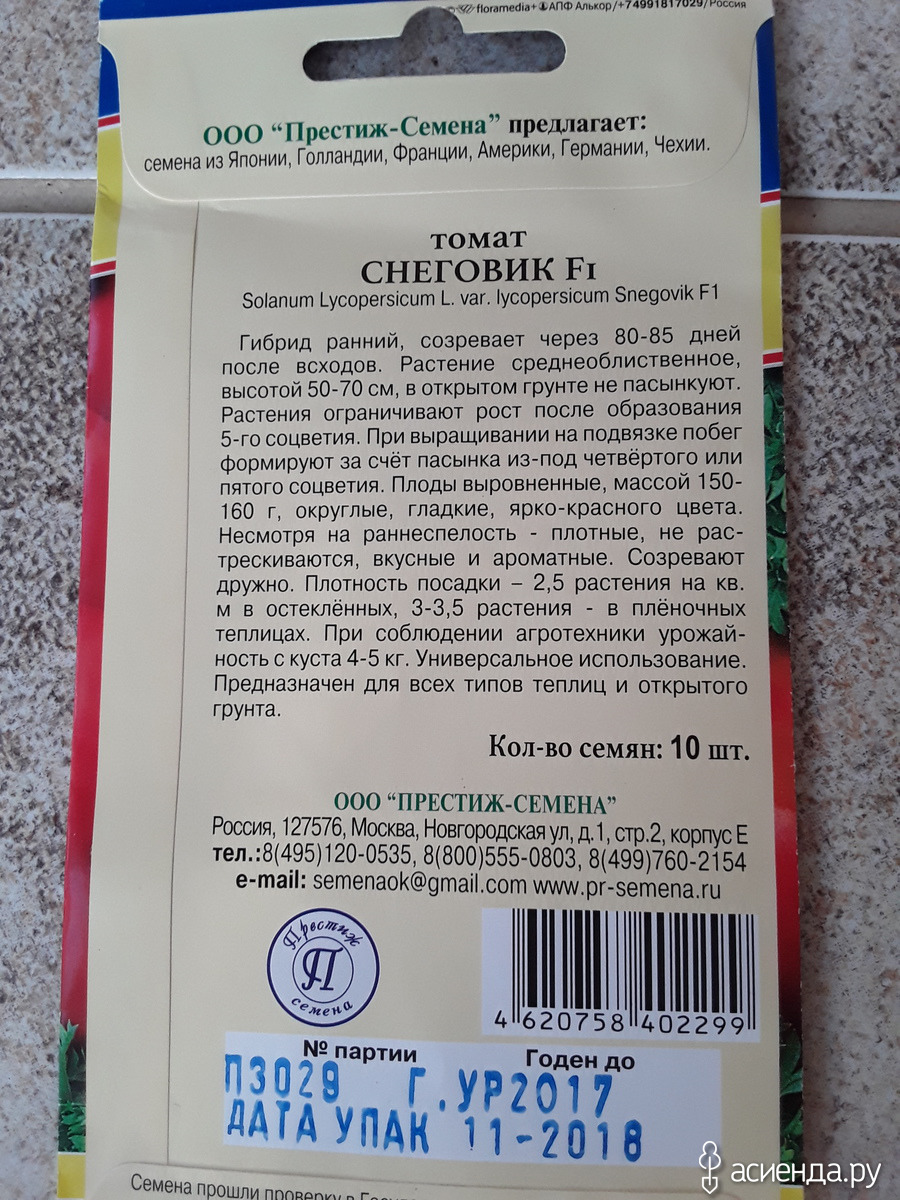 floramedia+ АПФ Алькор/+74991817029/Россия
ООО “Престиж-Семена” предлагает:
семена из Японии, Голландии, Франции, Америки, Германии, Чехии.
томат
СНЕГОВИК F1
Solanum Lycopersicum L. var. lycopersicum Snegovik F1
Гибрид ранний, созревает через 80-85 дней
после всходов. Растение среднеоблиственное,
высотой 50-70 см, в открытом грунте не пасынкуют.
Растения ограничивают рост после образования
5-го соцветия. При выращивании на подвязке побег
формируют за счёт пасынка из-под четвёртого или
пятого соцветия. Плоды выровненные, массой 150-
160 г, округлые, гладкие, ярко-красного цвета.
Несмотря на раннеспелость - плотные, не рас-
трескиваются, вкусные и ароматные. Созревают
дружно. Плотность посадки – 2,5 растения на кв.
м в остеклённых, 3-3,5 растения - в плёночных
теплицах. При соблюдении агротехники урожай-
ность с куста 4-5 кг. Универсальное использование.
Предназначен для всех типов теплиц и открытого
грунта.
Кол-во семян: 10 шт.
ООО “ПРЕСТИЖ-СЕМЕНА”
Россия, 127576, Москва, Новгородская ул, д.1, стр.2, корпус Е
тел.:8(495)120-0535, 8(800)555-0803, 8(499)760-2154
e-mail: semenaok@gmail.com www.pr-semena.ru
Престиж
П
семена
4 620758 402299
№ партии Годен до
П3029 Г.УР2017
ДАТА УПАК 11-2018
Семена прошли проверку в
асиенда.ру